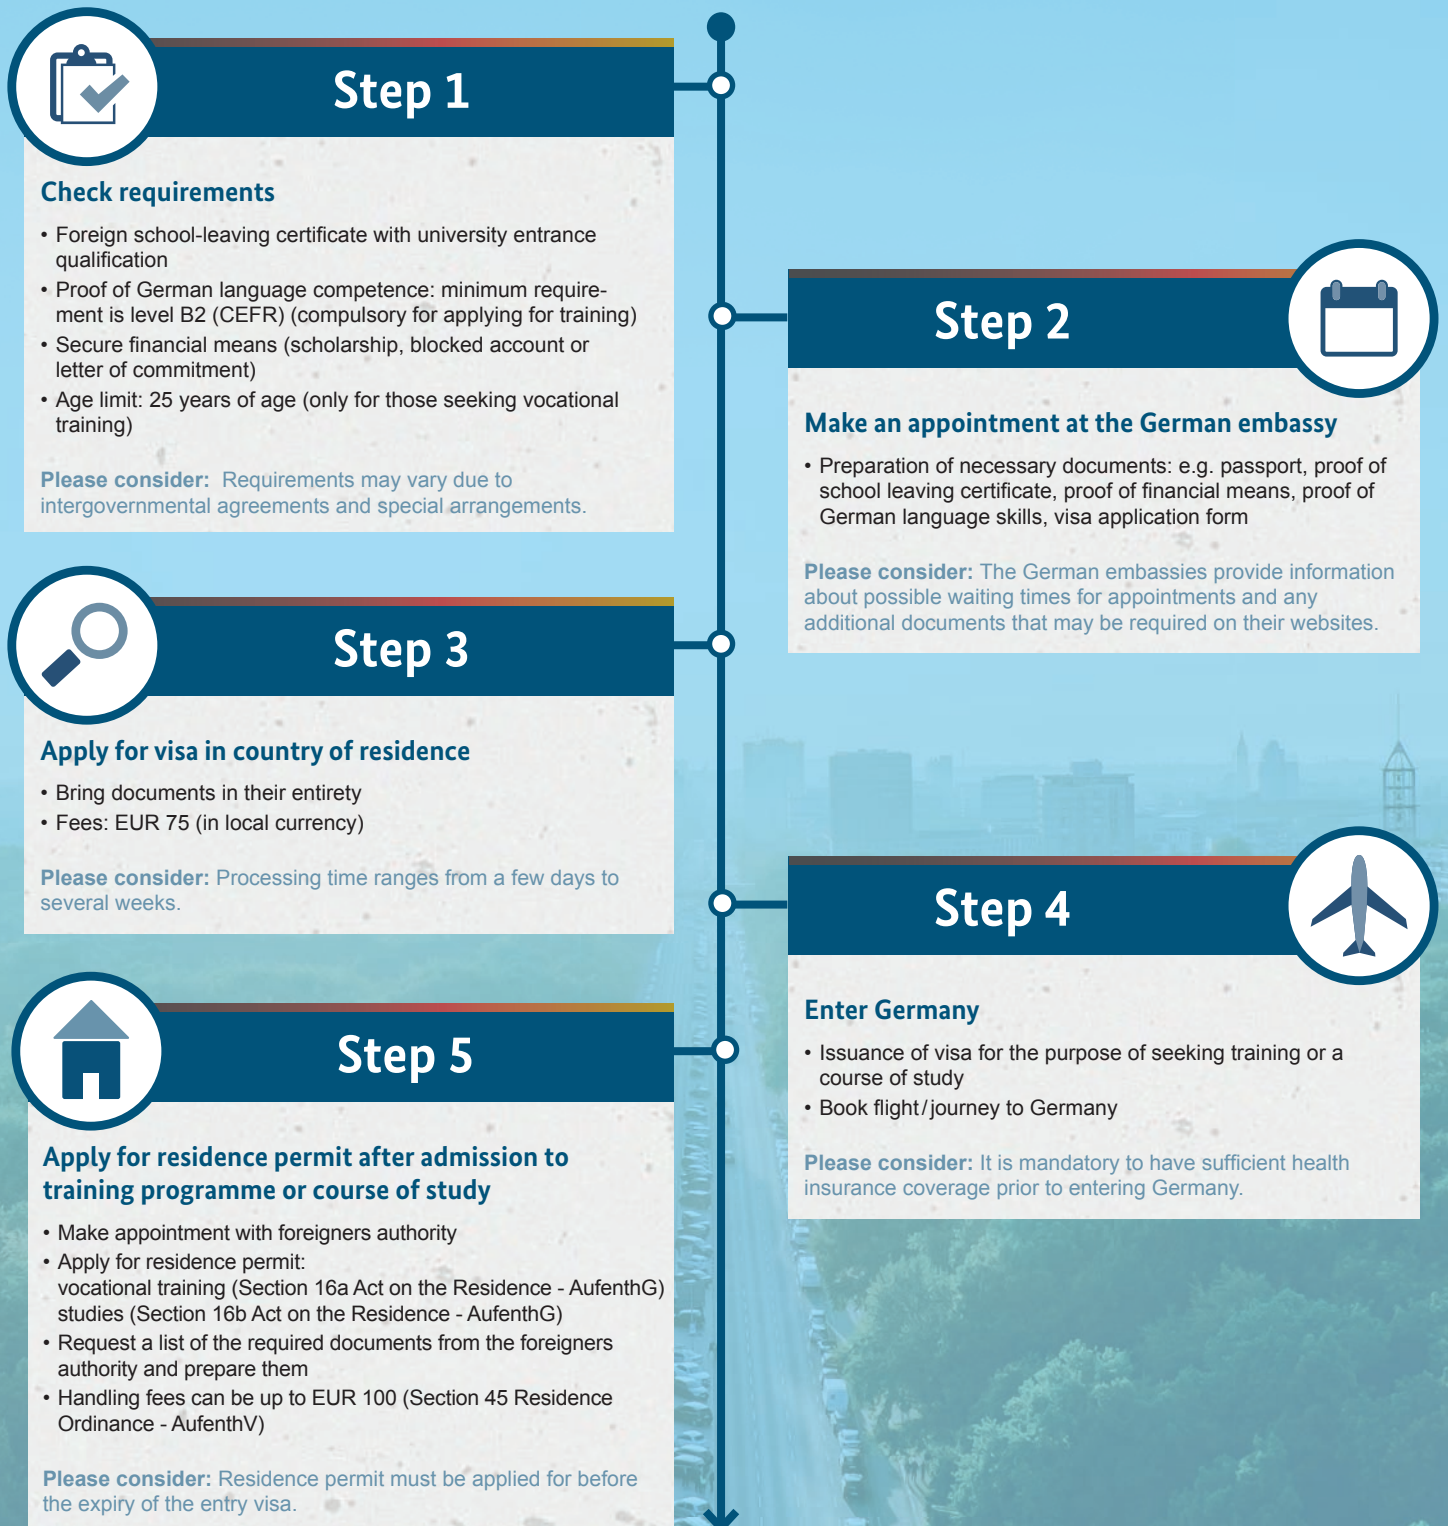 Step 1
Check requirements
• Foreign school-leaving certificate with university entrance
qualification
• Proof of German language competence: minimum require-
ment is level B2 (CEFR) (compulsory for applying for training)
• Secure financial means (scholarship, blocked account or
letter of commitment)
• Age limit: 25 years of age (only for those seeking vocational
training)
Please consider: Requirements may vary due to
intergovernmental agreements and special arrangements.
Step 2
Make an appointment at the German embassy
• Preparation of necessary documents: e.g. passport, proof of
school leaving certificate, proof of financial means, proof of
German language skills, visa application form
Please consider: The German embassies provide information
about possible waiting times for appointments and any
additional documents that may be required on their websites.
Step 3
Apply for visa in country of residence
• Bring documents in their entirety
• Fees: EUR 75 (in local currency)
Please consider: Processing time ranges from a few days to
several weeks.
Step 4
Enter Germany
• Issuance of visa for the purpose of seeking training or a
course of study
• Book flight/journey to Germany
Please consider: It is mandatory to have sufficient health
insurance coverage prior to entering Germany.
Step 5
Apply for residence permit after admission to
training programme or course of study
• Make appointment with foreigners authority
• Apply for residence permit:
vocational training (Section 16a Act on the Residence - AufenthG)
studies (Section 16b Act on the Residence - AufenthG)
• Request a list of the required documents from the foreigners
authority and prepare them
• Handling fees can be up to EUR 100 (Section 45 Residence
Ordinance - AufenthV)
Please consider: Residence permit must be applied for before
the expiry of the entry visa.